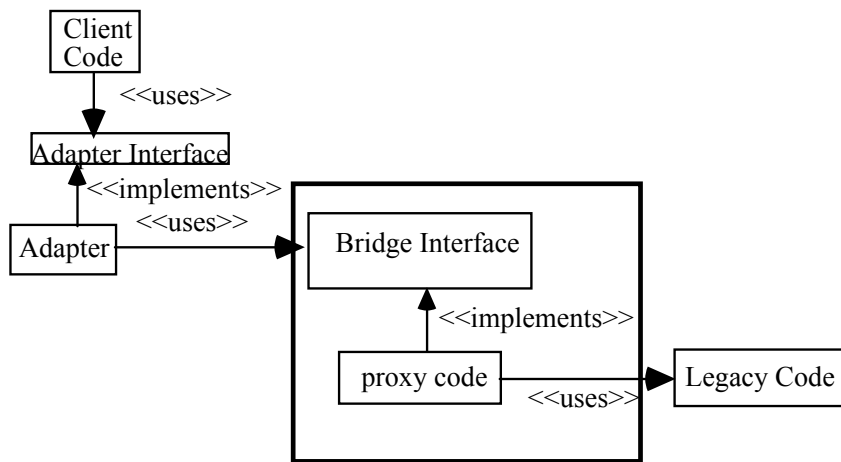 Client
Code
<<uses>>
Adapter Interface
<<implements>>
<<uses>>
Adapter
Bridge Interface
<<implements>>
proxy code
<<uses>>
Legacy Code